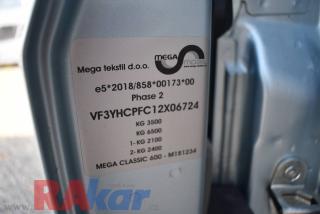 Mega tekstil d.o.o.
MEGA
mobil
e5*2018/858*00173*00
Phase 2
VF3YHCPFC12X06724
KG 3500
KG 6500
1- KG 2100
2- KG 2400
MEGA CLASSIC 600 - M181234
RAkar